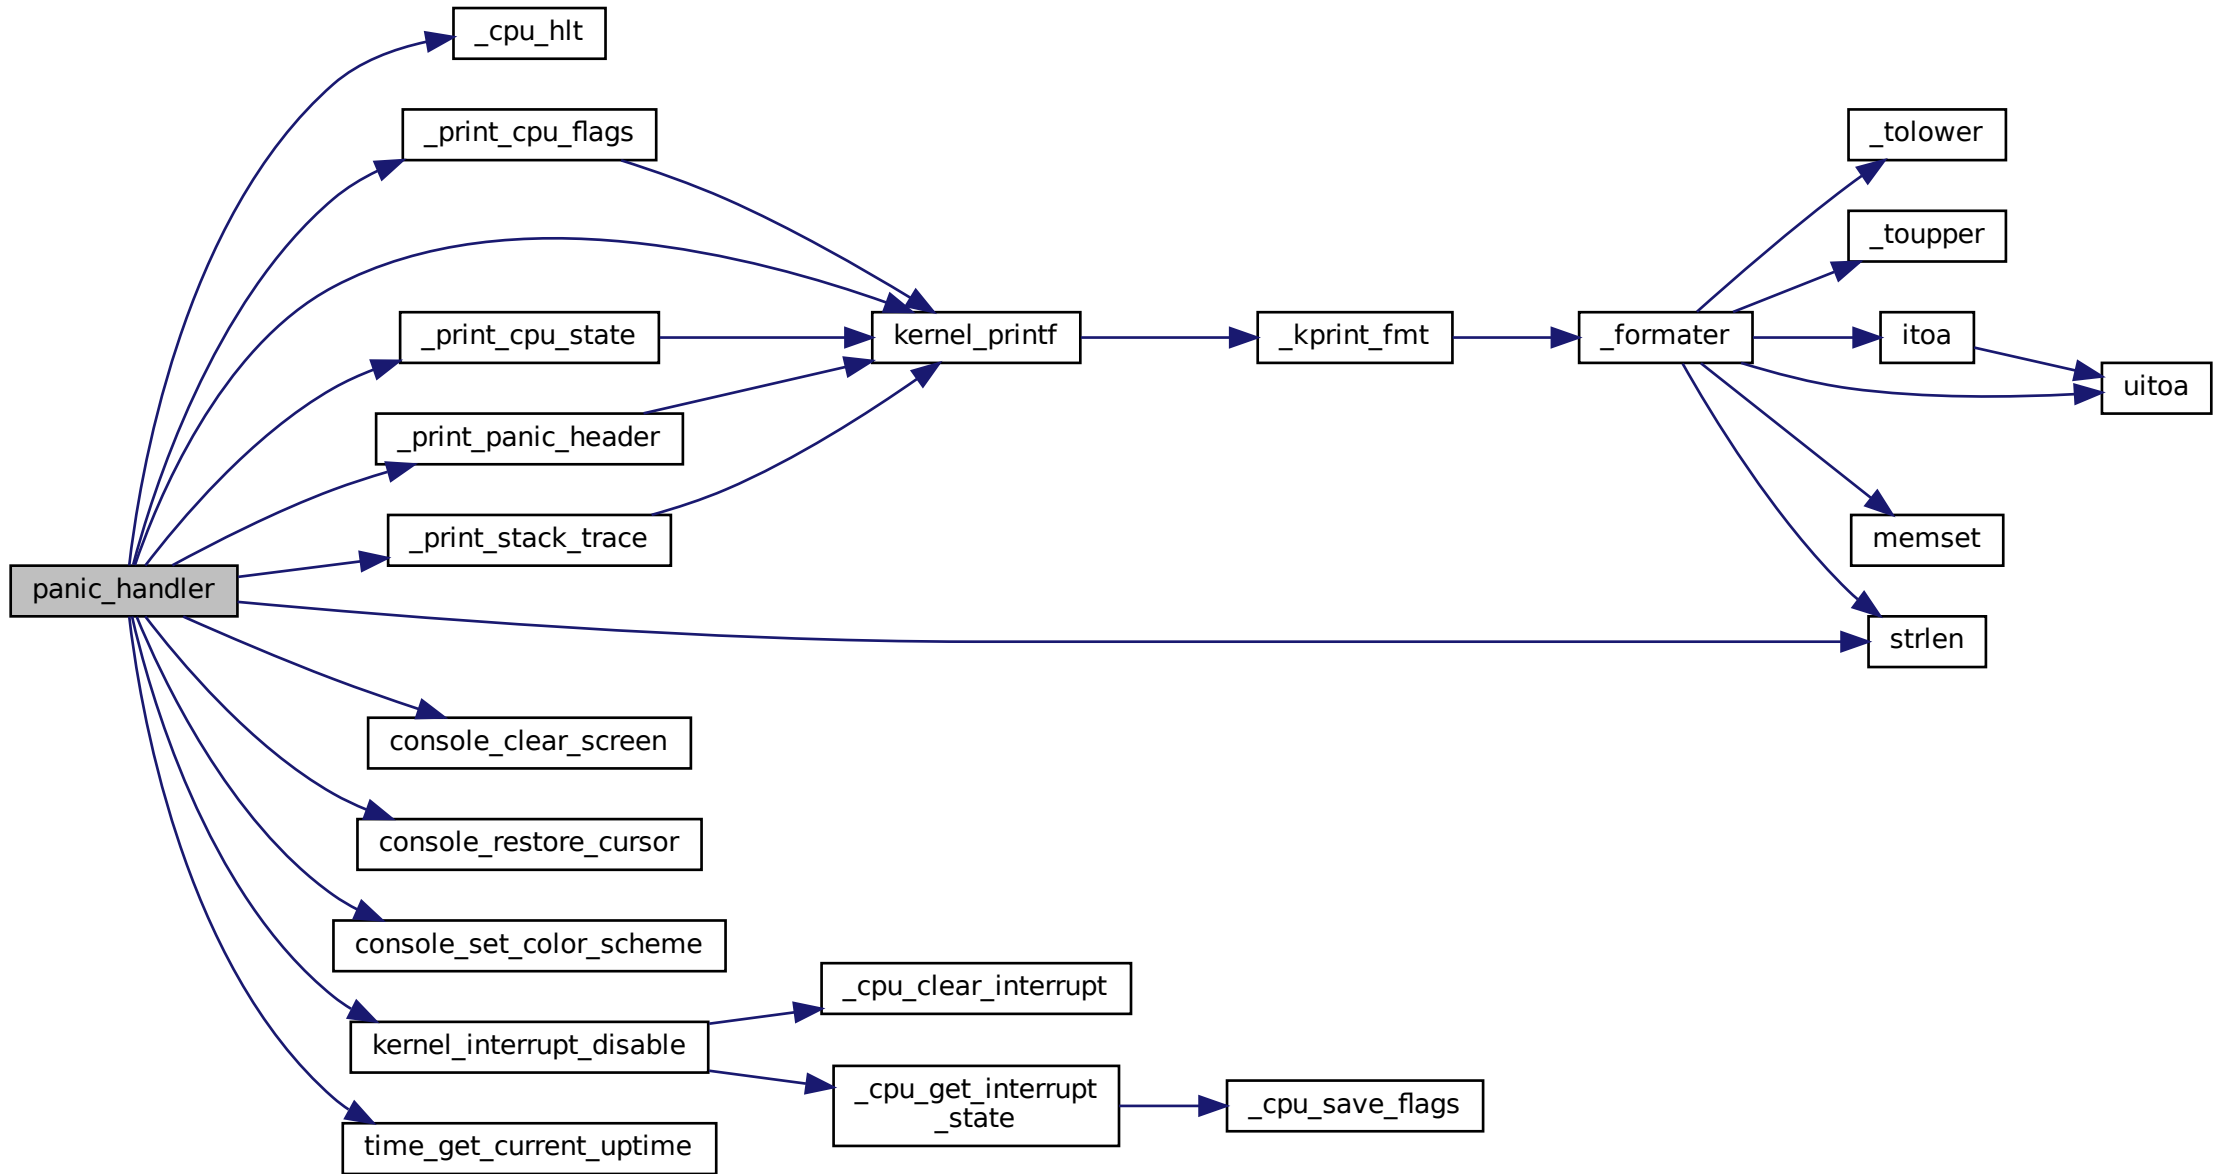 _cpu_hlt
_print_cpu_flags
_tolower
_toupper
_print_cpu_state
kernel_printf
_kprint_fmt
_formater
itoa
uitoa
_print_panic_header
_print_stack_trace
memset
panic_handler
strlen
console_clear_screen
console_restore_cursor
console_set_color_scheme
_cpu_clear_interrupt
kernel_interrupt_disable
_cpu_get_interrupt
_state
_cpu_save_flags
time_get_current_uptime